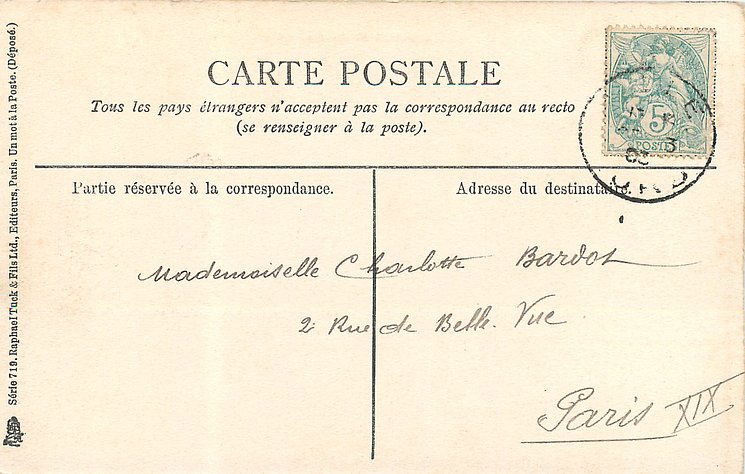 CARTE POSTALE
Tous les pays étrangers n'acceptent pas la correspondance au recto
(se renseigner à la poste).
Partie réservée à la correspondance.
Adresse du destinataire.
Mademoiselle Charlotte Bardot
2 Rue de Belle-Vue
Paris XIX
Série 719. Raphael Tuck & Fils Ltd., Editeurs, Paris. Un mot à la Poste. (Déposé.)
5
POSTES